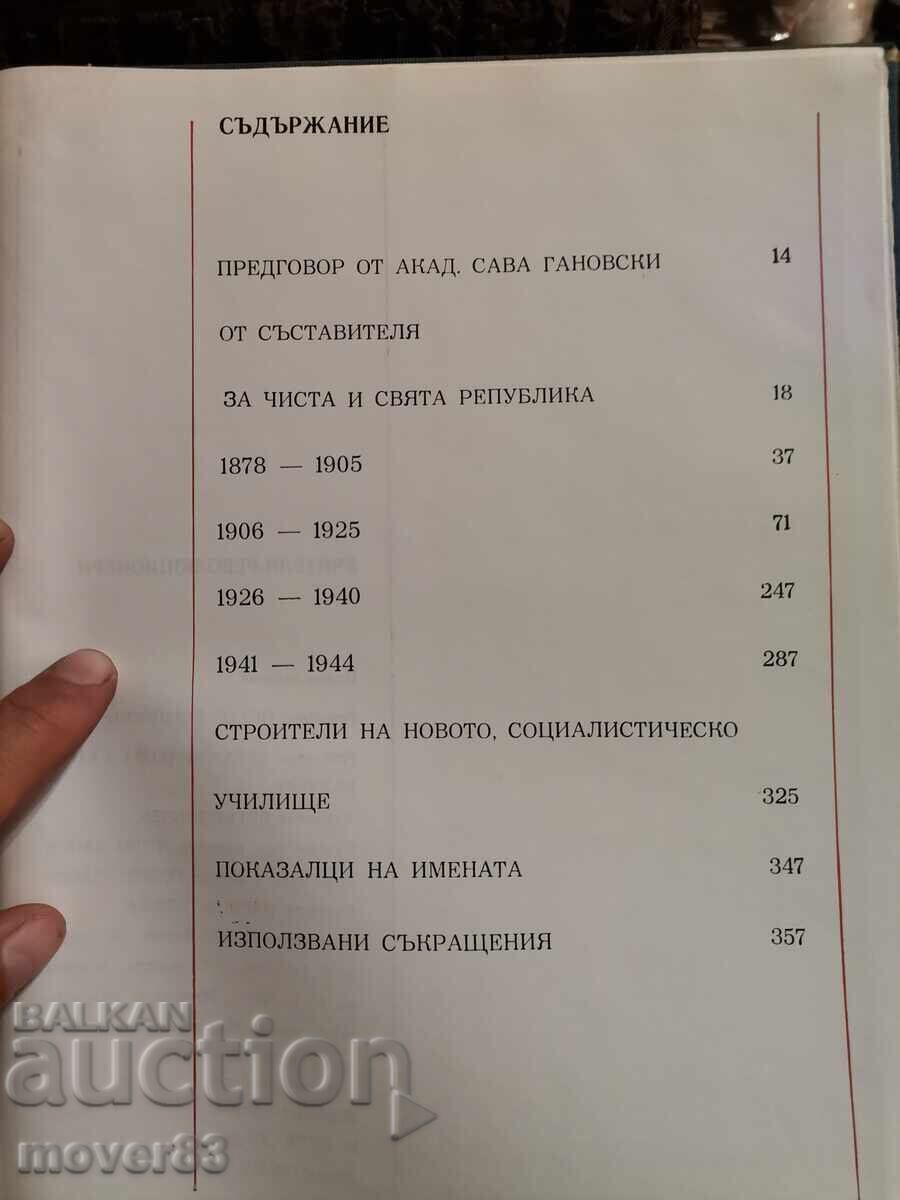 СЪДЪРЖАНИЕ
ПРЕДГОВОР ОТ АКАД. САВА ГАНОВСКИ 14
ОТ СЪСТАВИТЕЛЯ
ЗА ЧИСТА И СВЯТА РЕПУБЛИКА 18
1878 — 1905 37
1906 — 1925 71
1926 — 1940 247
1941 — 1944 287
СТРОИТЕЛИ НА НОВОТО, СОЦИАЛИСТИЧЕСКО
УЧИЛИЩЕ 325
ПОКАЗАЛЦИ НА ИМЕНАТА 347
ИЗПОЛЗВАНИ СЪКРАЩЕНИЯ 357
BALKAN
auction
mover83